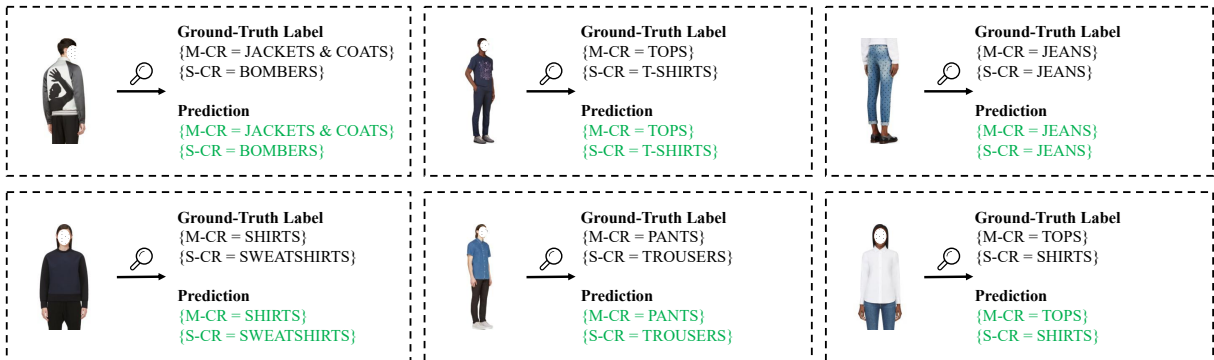 Ground-Truth Label
{M-CR = JACKETS & COATS}
{S-CR = BOMBERS}
Prediction
{M-CR = JACKETS & COATS}
{S-CR = BOMBERS}
Ground-Truth Label
{M-CR = TOPS}
{S-CR = T-SHIRTS}
Prediction
{M-CR = TOPS}
{S-CR = T-SHIRTS}
Ground-Truth Label
{M-CR = JEANS}
{S-CR = JEANS}
Prediction
{M-CR = JEANS}
{S-CR = JEANS}
Ground-Truth Label
{M-CR = SHIRTS}
{S-CR = SWEATSHIRTS}
Prediction
{M-CR = SHIRTS}
{S-CR = SWEATSHIRTS}
Ground-Truth Label
{M-CR = PANTS}
{S-CR = TROUSERS}
Prediction
{M-CR = PANTS}
{S-CR = TROUSERS}
Ground-Truth Label
{M-CR = TOPS}
{S-CR = SHIRTS}
Prediction
{M-CR = TOPS}
{S-CR = SHIRTS}